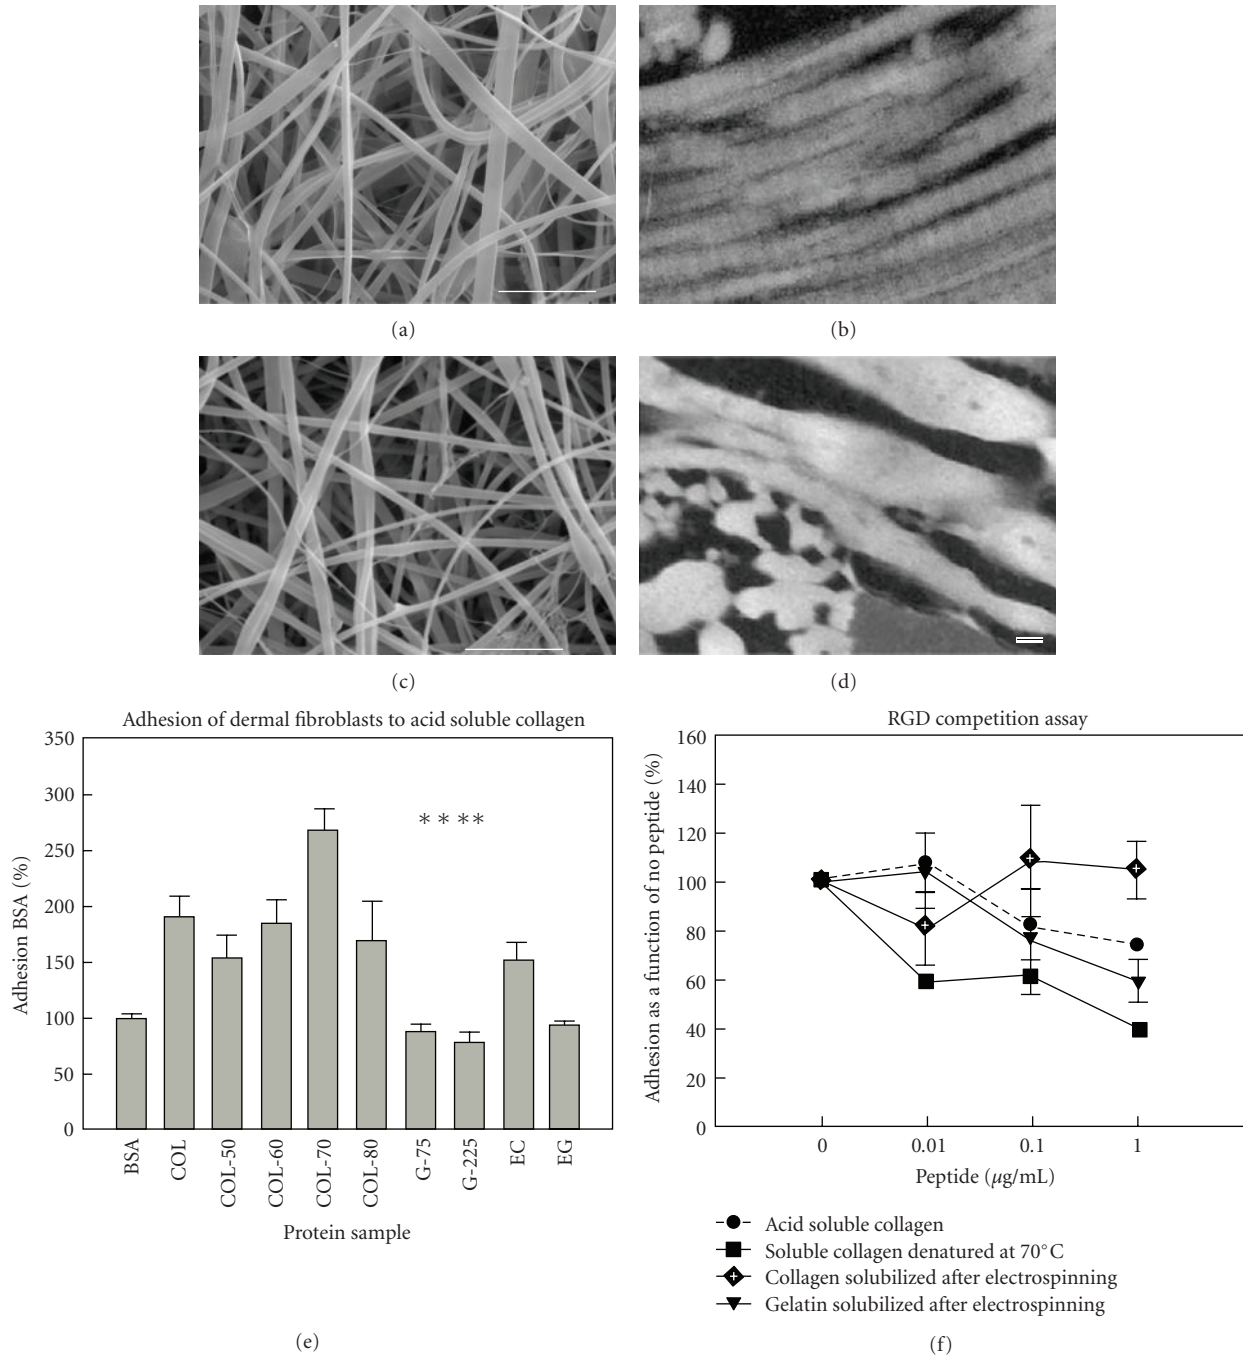 (a)
(b)
(c)
(d)
Adhesion of dermal fibroblasts to acid soluble collagen
350
300
250
200
150
100
50
0
Adhesion BSA (%)
∗ ∗ ∗∗
BSA
COL
COL-50
COL-60
COL-70
COL-80
G-75
G-225
EC
EG
Protein sample
(e)
RGD competition assay
160
140
120
100
80
60
40
20
0
Adhesion as a function of no peptide (%)
0
0.01
0.1
1
Peptide (μg/mL)
Acid soluble collagen
Soluble collagen denatured at 70°C
Collagen solubilized after electrospinning
Gelatin solubilized after electrospinning
(f)